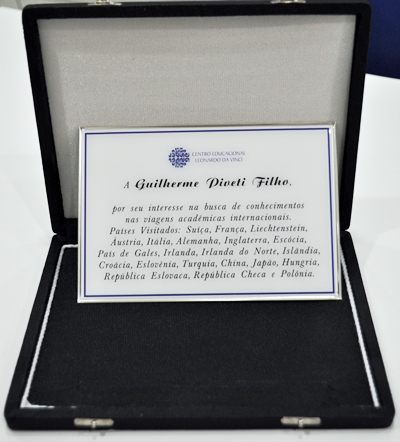 CENTRO EDUCACIONAL
LEONARDO DA VINCI
A Guilherme Piveti Filho,
por seu interesse na busca de conhecimentos
nas viagens acadêmicas internacionais.
Países Visitados: Suíça, França, Liechtenstein,
Áustria, Itália, Alemanha, Inglaterra, Escócia,
País de Gales, Irlanda, Irlanda do Norte, Islândia,
Croácia, Eslovênia, Turquia, China, Japão, Hungria,
República Eslovaca, República Checa e Polônia.